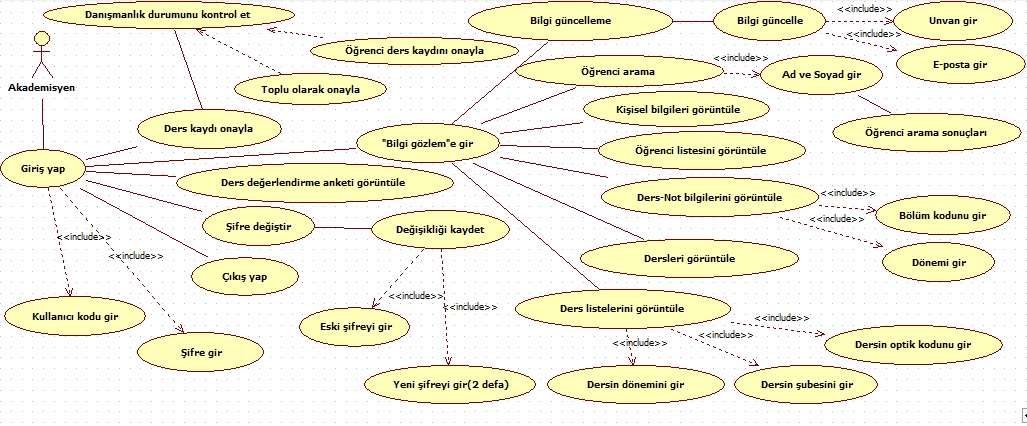 Danışmanlık durumunu kontrol et
Bilgi güncelleme
Bilgi güncelle
<<include>>
Unvan gir
<<include>>
E-posta gir
Öğrenci ders kaydını onayla
Akademisyen
Toplu olarak onayla
Öğrenci arama
<<include>>
Ad ve Soyad gir
Kişisel bilgileri görüntüle
Öğrenci arama sonuçları
Ders kaydı onayla
"Bilgi gözlem"e gir
Öğrenci listesini görüntüle
Giriş yap
Ders değerlendirme anketi görüntüle
Ders-Not bilgilerini görüntüle
<<include>>
Bölüm kodunu gir
<<include>>
Dönemi gir
Şifre değiştir
Değişikliği kaydet
<<include>>
<<include>>
Çıkış yap
Dersleri görüntüle
<<include>>
<<include>>
Kullanıcı kodu gir
Şifre gir
Eski şifreyi gir
Yeni şifreyi gir(2 defa)
Ders listelerini görüntüle
<<include>>
<<include>>
<<include>>
Dersin optik kodunu gir
Dersin dönemini gir
Dersin şubesini gir